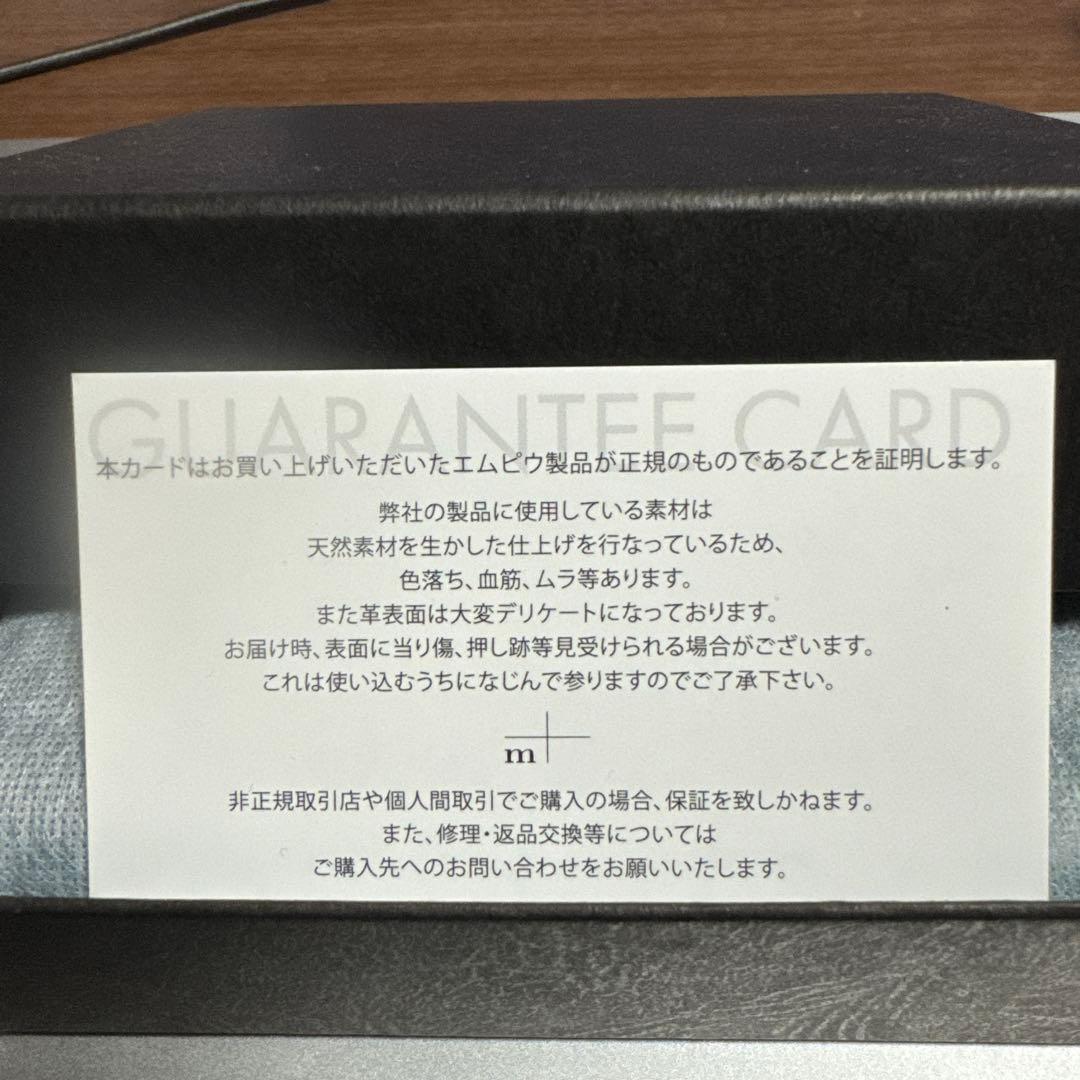 GUARANTEE CARD
本カードはお買い上げいただいたエムピウ製品が正規のものであることを証明します。
弊社の製品に使用している素材は
天然素材を生かした仕上げを行なっているため、
色落ち、血筋、ムラ等あります。
また革表面は大変デリケートになっております。
お届け時、表面に当り傷、押し跡等見受けられる場合がございます。
これは使い込むうちになじんで参りますのでご了承下さい。
m+
非正規取引店や個人間取引でご購入の場合、保証を致しかねます。
また、修理・返品交換等については
ご購入先へのお問い合わせをお願いいたします。